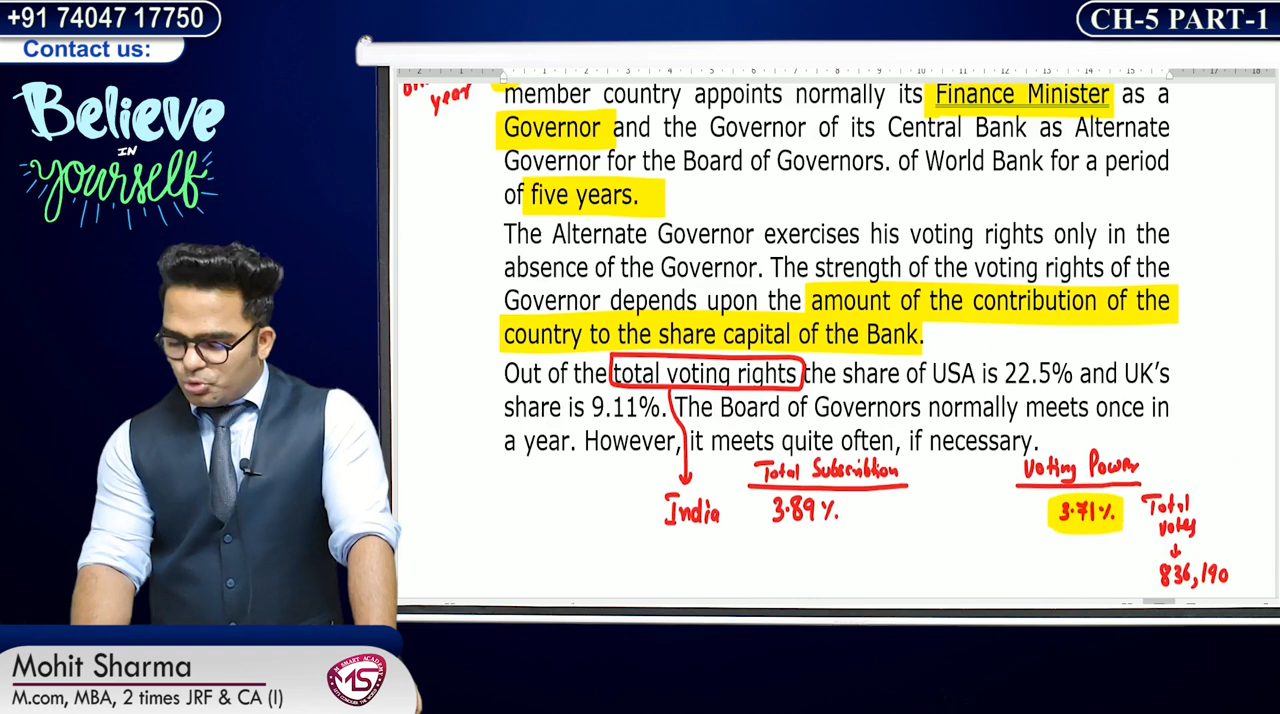 +91 74047 17750
Contact us:
CH-5 PART-1
Believe
IN
yourself
year
member country appoints normally its Finance Minister as a
Governor and the Governor of its Central Bank as Alternate
Governor for the Board of Governors. of World Bank for a period
of five years.
The Alternate Governor exercises his voting rights only in the
absence of the Governor. The strength of the voting rights of the
Governor depends upon the amount of the contribution of the
country to the share capital of the Bank.
Out of the total voting rights the share of USA is 22.5% and UK's
share is 9.11%. The Board of Governors normally meets once in
a year. However, it meets quite often, if necessary.
Total Subscribtion
Voting Power
India
3.89%
3.71%
Total
votes
836,190
Mohit Sharma
M.com, MBA, 2 times JRF & CA (I)
M SMART ACADEMY
MS